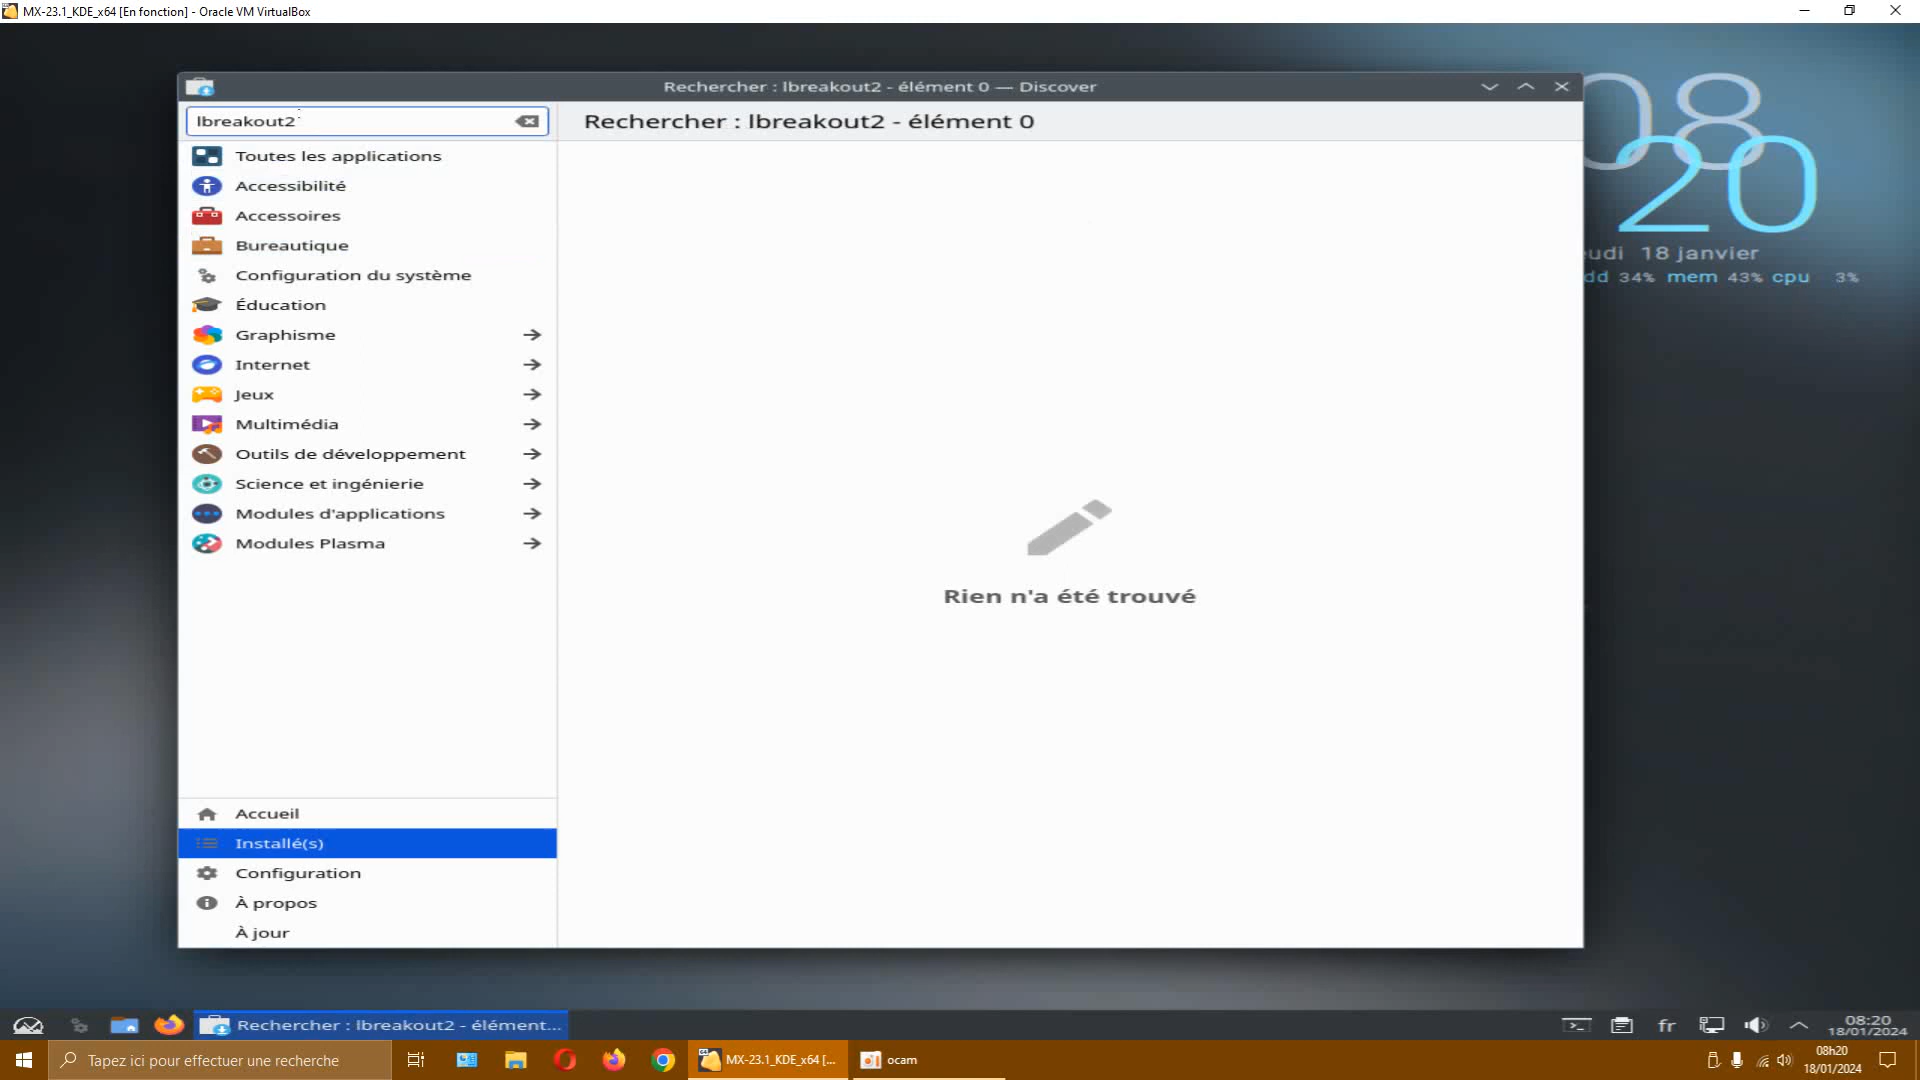 MX-23.1_KDE_x64 [En fonction] - Oracle VM VirtualBox
Rechercher : lbreakout2 - élément 0 — Discover
lbreakout2
Rechercher : lbreakout2 - élément 0
Toutes les applications
Accessibilité
Accessoires
Bureautique
Configuration du système
Éducation
Graphisme
Internet
Jeux
Multimédia
Outils de développement
Science et ingénierie
Modules d'applications
Modules Plasma
Rien n'a été trouvé
Accueil
Installé(s)
Configuration
À propos
À jour
08
20
eudi 18 janvier
dd 34% mem 43% cpu 3%
Rechercher : lbreakout2 - élément...
fr
08:20
18/01/2024
Tapez ici pour effectuer une recherche
MX-23.1_KDE_x64 [...
ocam
08h20
18/01/2024